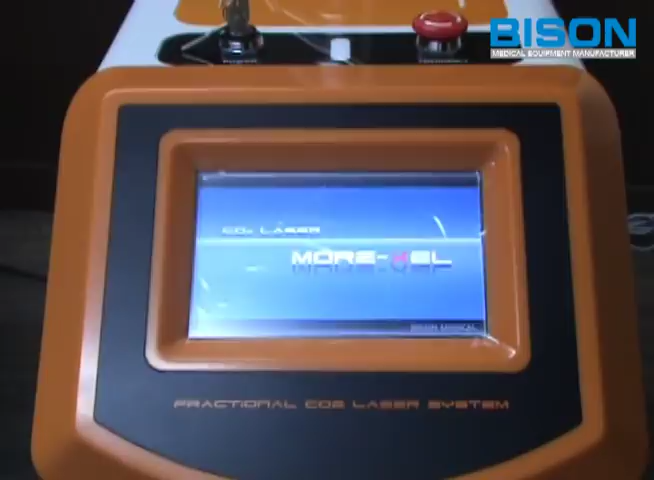 BISON
MEDICAL EQUIPMENT MANUFACTURER
CO2 LASER
MORE-XEL
BISON MEDICAL
FRACTIONAL CO2 LASER SYSTEM